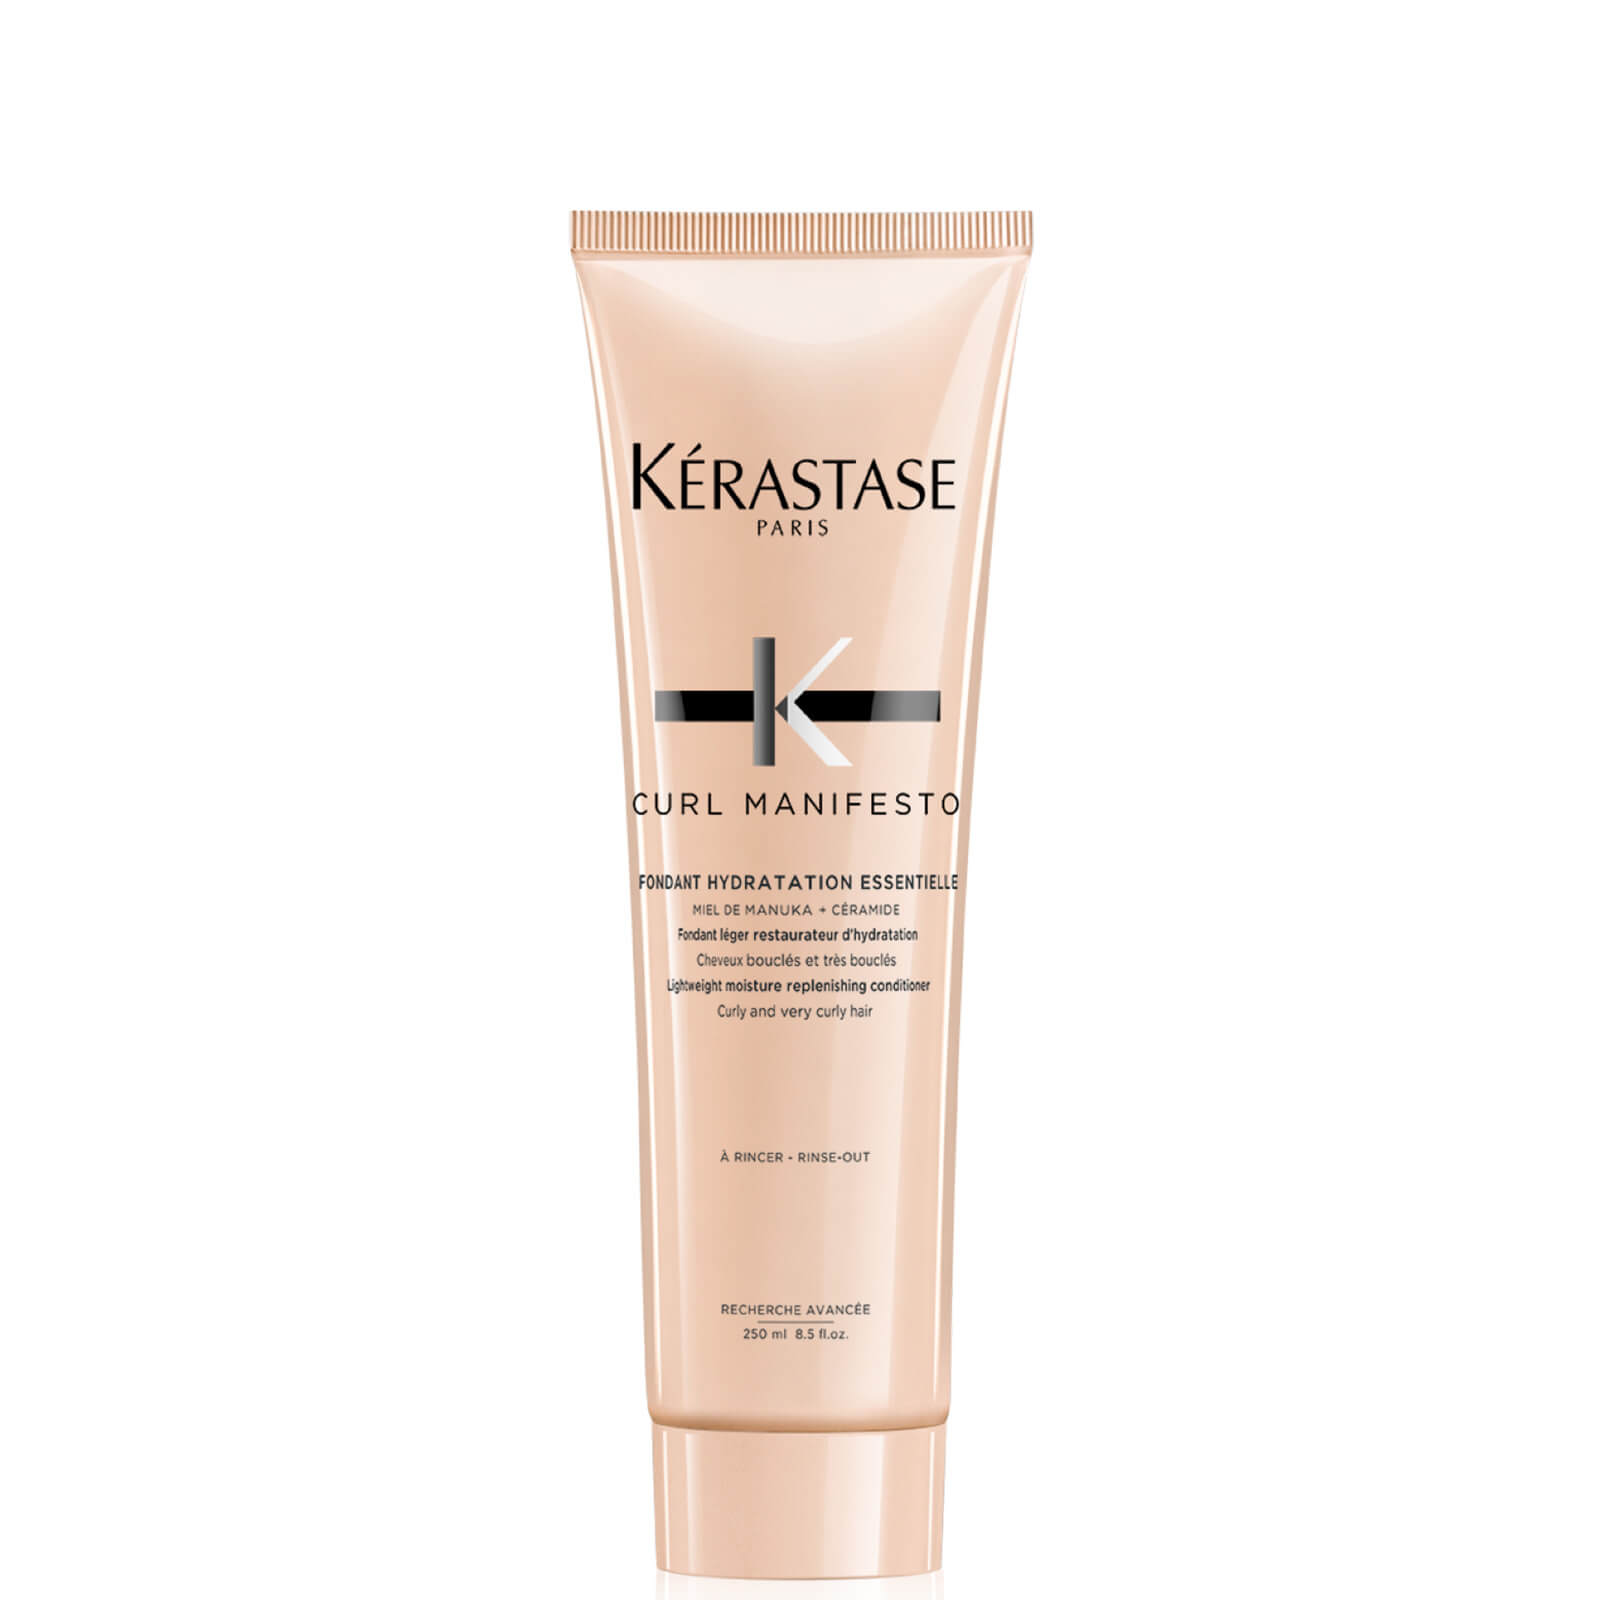 KÉRASTASE
PARIS
K
CURL MANIFESTO
FONDANT HYDRATATION ESSENTIELLE
MIEL DE MANUKA + CÉRAMIDE
Fondant léger restaurateur d'hydratation
Cheveux bouclés et très bouclés
Lightweight moisture replenishing conditioner
Curly and very curly hair
À RINCER - RINSE-OUT
RECHERCHE AVANCÉE
250 ml 8.5 fl.oz.